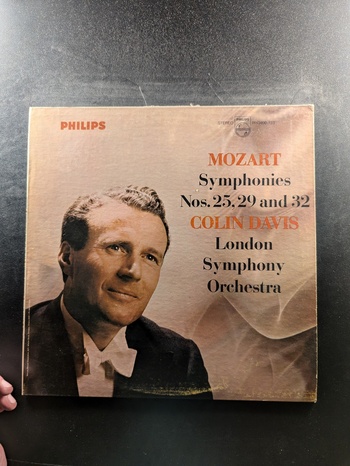 PHILIPS
MOZART
Symphonies
Nos. 25. 29 and 32
COLIN DAVIS
London
Symphony
Orchestra